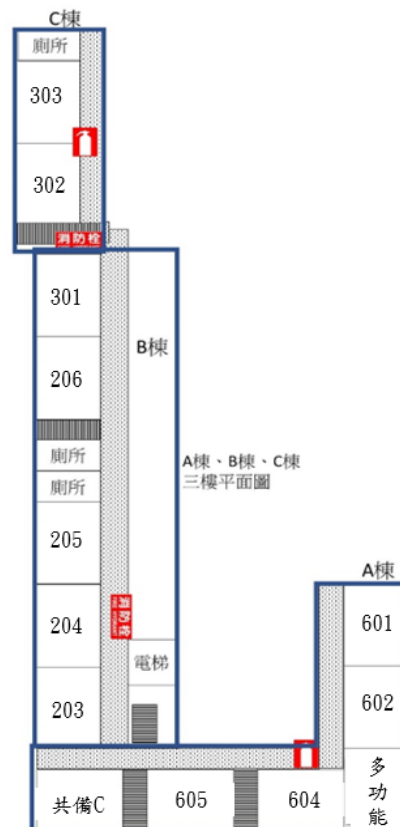 C棟
廁所
303
302
消防栓
301
B棟
206
廁所
廁所
A棟、B棟、C棟
三樓平面圖
205
消防栓
204
203
電梯
A棟
601
602
多功能
共備C
605
604